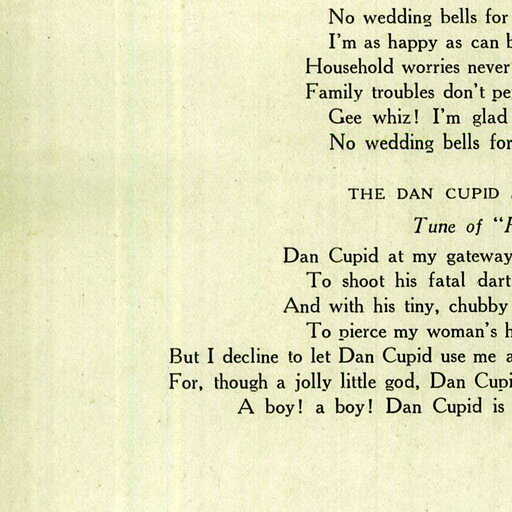 No wedding bells for
I'm as happy as can b
Household worries never
Family troubles don't pe
Gee whiz! I'm glad
No wedding bells for
THE DAN CUPID
Tune of "F
Dan Cupid at my gateway
To shoot his fatal dart
And with his tiny, chubby
To pierce my woman's h
But I decline to let Dan Cupid use me a
For, though a jolly little god, Dan Cupi
A boy! a boy! Dan Cupid is